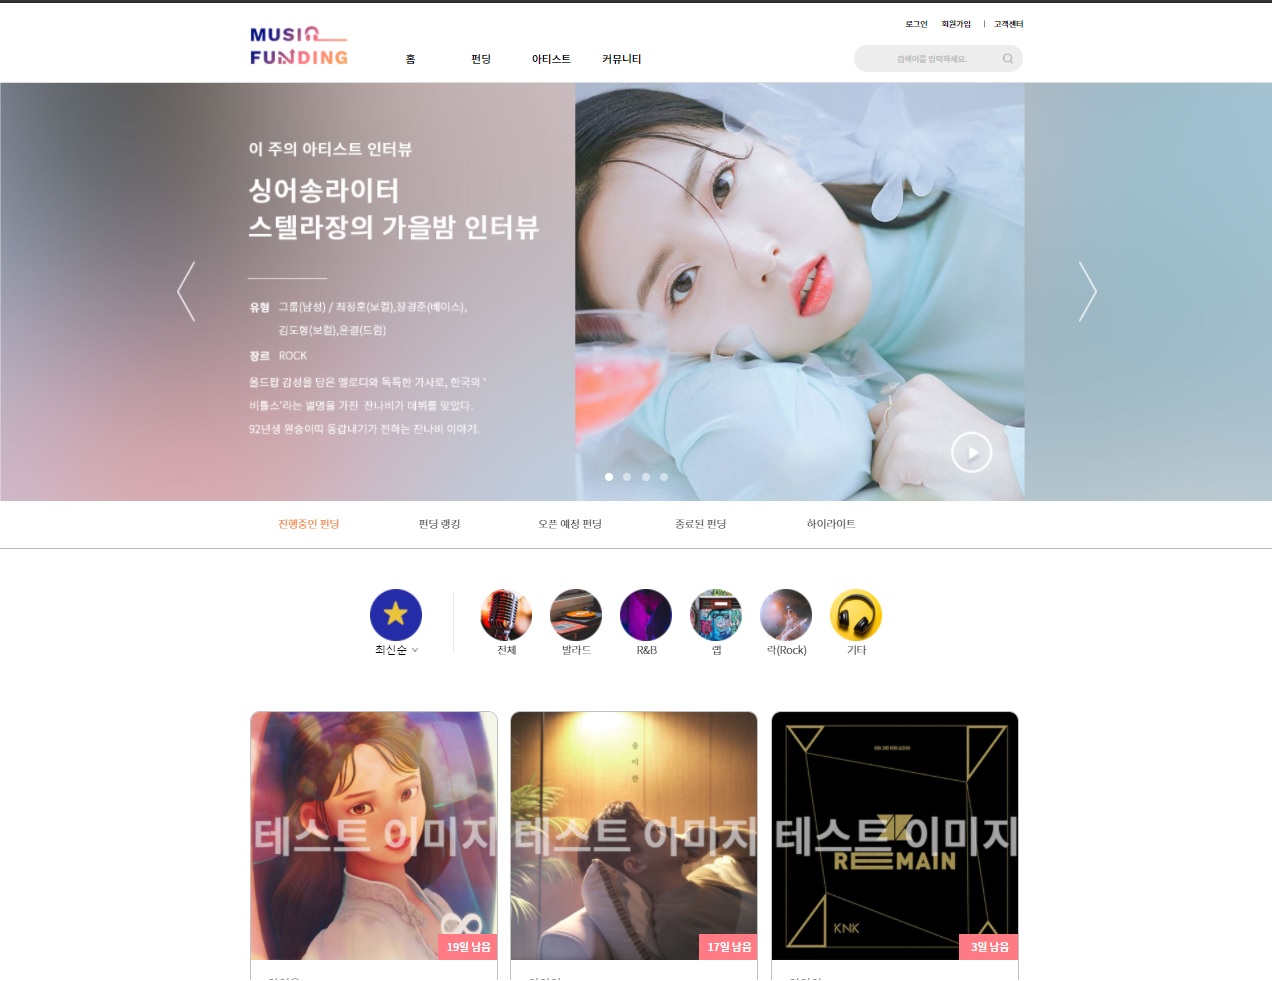 MUSIC
FUNDING
로그인 회원가입 | 고객센터
홈 펀딩 아티스트 커뮤니티
검색어를 입력하세요.
이 주의 아티스트 인터뷰
싱어송라이터
스텔라장의 가을밤 인터뷰
유형 그룹(남성) / 최정훈(보컬),장경준(베이스),
김도형(보컬),윤결(드럼)
장르 ROCK
올드팝 감성을 담은 멜로디와 독특한 가사로, 한국의 '
비틀스'라는 별명을 가진 잔나비가 데뷔를 맞았다.
92년생 원숭이띠 동갑내기가 전하는 잔나비 이야기.
진행중인 펀딩 펀딩 랭킹 오픈 예정 펀딩 종료된 펀딩 하이라이트
최신순 전체 발라드 R&B 랩 락(Rock) 기타
테스트 이미지
19일 남음
송
이
한
테스트 이미지
17일 남음
KNK 2ND MINI ALBUM
테스트 이미지
REMAIN
KNK
3일 남음